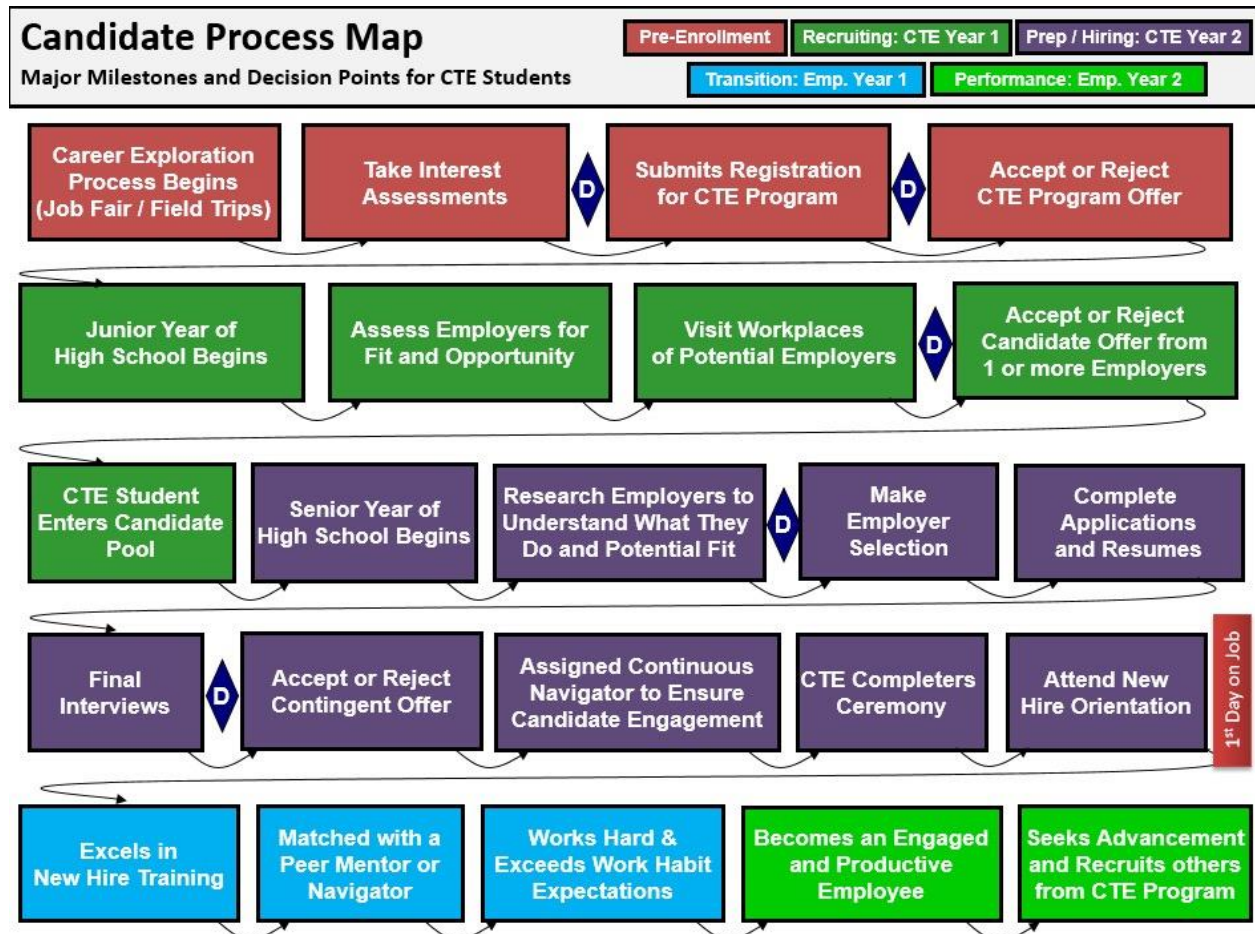 Candidate Process Map
Major Milestones and Decision Points for CTE Students
Pre-Enrollment
Recruiting: CTE Year 1
Prep / Hiring: CTE Year 2
Transition: Emp. Year 1
Performance: Emp. Year 2
Career Exploration
Process Begins
(Job Fair / Field Trips)
Take Interest
Assessments
D
Submits Registration
for CTE Program
D
Accept or Reject
CTE Program Offer
Junior Year of
High School Begins
Assess Employers for
Fit and Opportunity
Visit Workplaces
of Potential Employers
D
Accept or Reject
Candidate Offer from
1 or more Employers
CTE Student
Enters Candidate
Pool
Senior Year of
High School Begins
Research Employers to
Understand What They
Do and Potential Fit
D
Make
Employer
Selection
Complete
Applications
and Resumes
Final
Interviews
D
Accept or Reject
Contingent Offer
Assigned Continuous
Navigator to Ensure
Candidate Engagement
CTE Completers
Ceremony
Attend New
Hire Orientation
1st Day on Job
Excels in
New Hire Training
Matched with a
Peer Mentor or
Navigator
Works Hard &
Exceeds Work Habit
Expectations
Becomes an Engaged
and Productive
Employee
Seeks Advancement
and Recruits others
from CTE Program